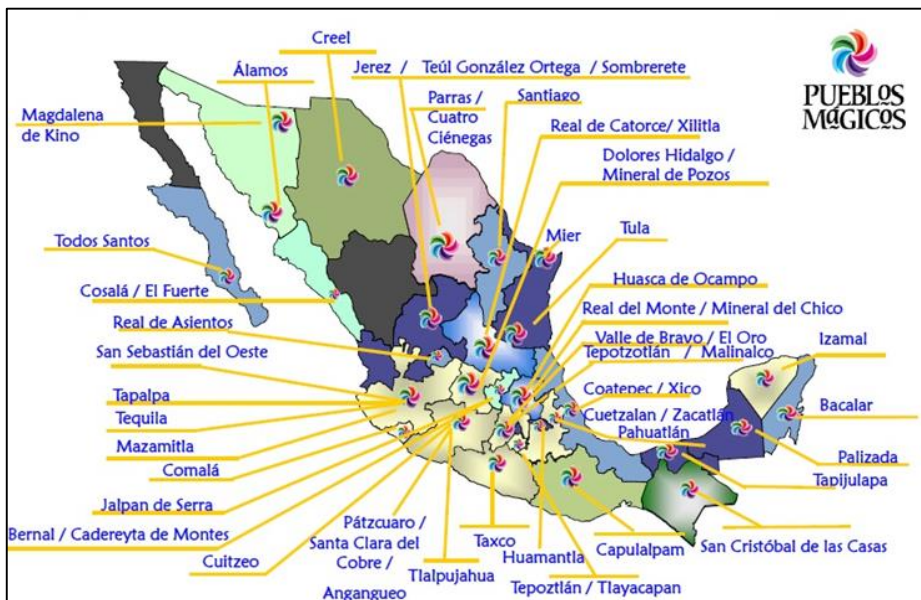 Creel
Álamos
Jerez / Teúl González Ortega / Sombrerete
Magdalena
de Kino
Parras /
Cuatro
Ciénegas
Santiago
Real de Catorce/ Xilitla
Dolores Hidalgo /
Mineral de Pozos
PUEBLOS
MáGICOS
Todos Santos
Mier
Tula
Cosalá / El Fuerte
Huasca de Ocampo
Real de Asientos
Real del Monte / Mineral del Chico
San Sebastián del Oeste
Valle de Bravo / El Oro
Tepotzotlán / Malinalco
Izamal
Tapalpa
Coatepec / Xico
Tequila
Cuetzalan / Zacatlán
Pahuatlán
Bacalar
Mazamitla
Palizada
Comalá
Tapijulapa
Jalpan de Serra
Bernal / Cadereyta de Montes
Cuitzeo
Pátzcuaro /
Santa Clara del
Cobre /
Angangueo
Tlalpujahua
Taxco
Huamantla
Tepoztlán / Tlayacapan
Capulalpam
San Cristóbal de las Casas